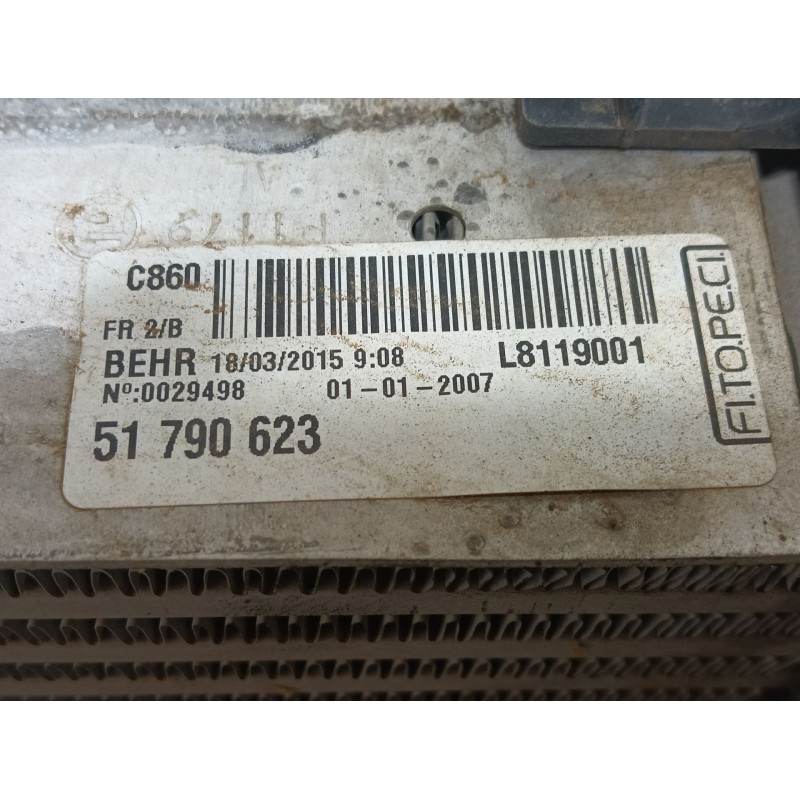 C860
FR 2/B
BEHR 18/03/2015 9:08 L8119001
Nº:0029498 01-01-2007
51 790 623
FI.TO.PE.CI.